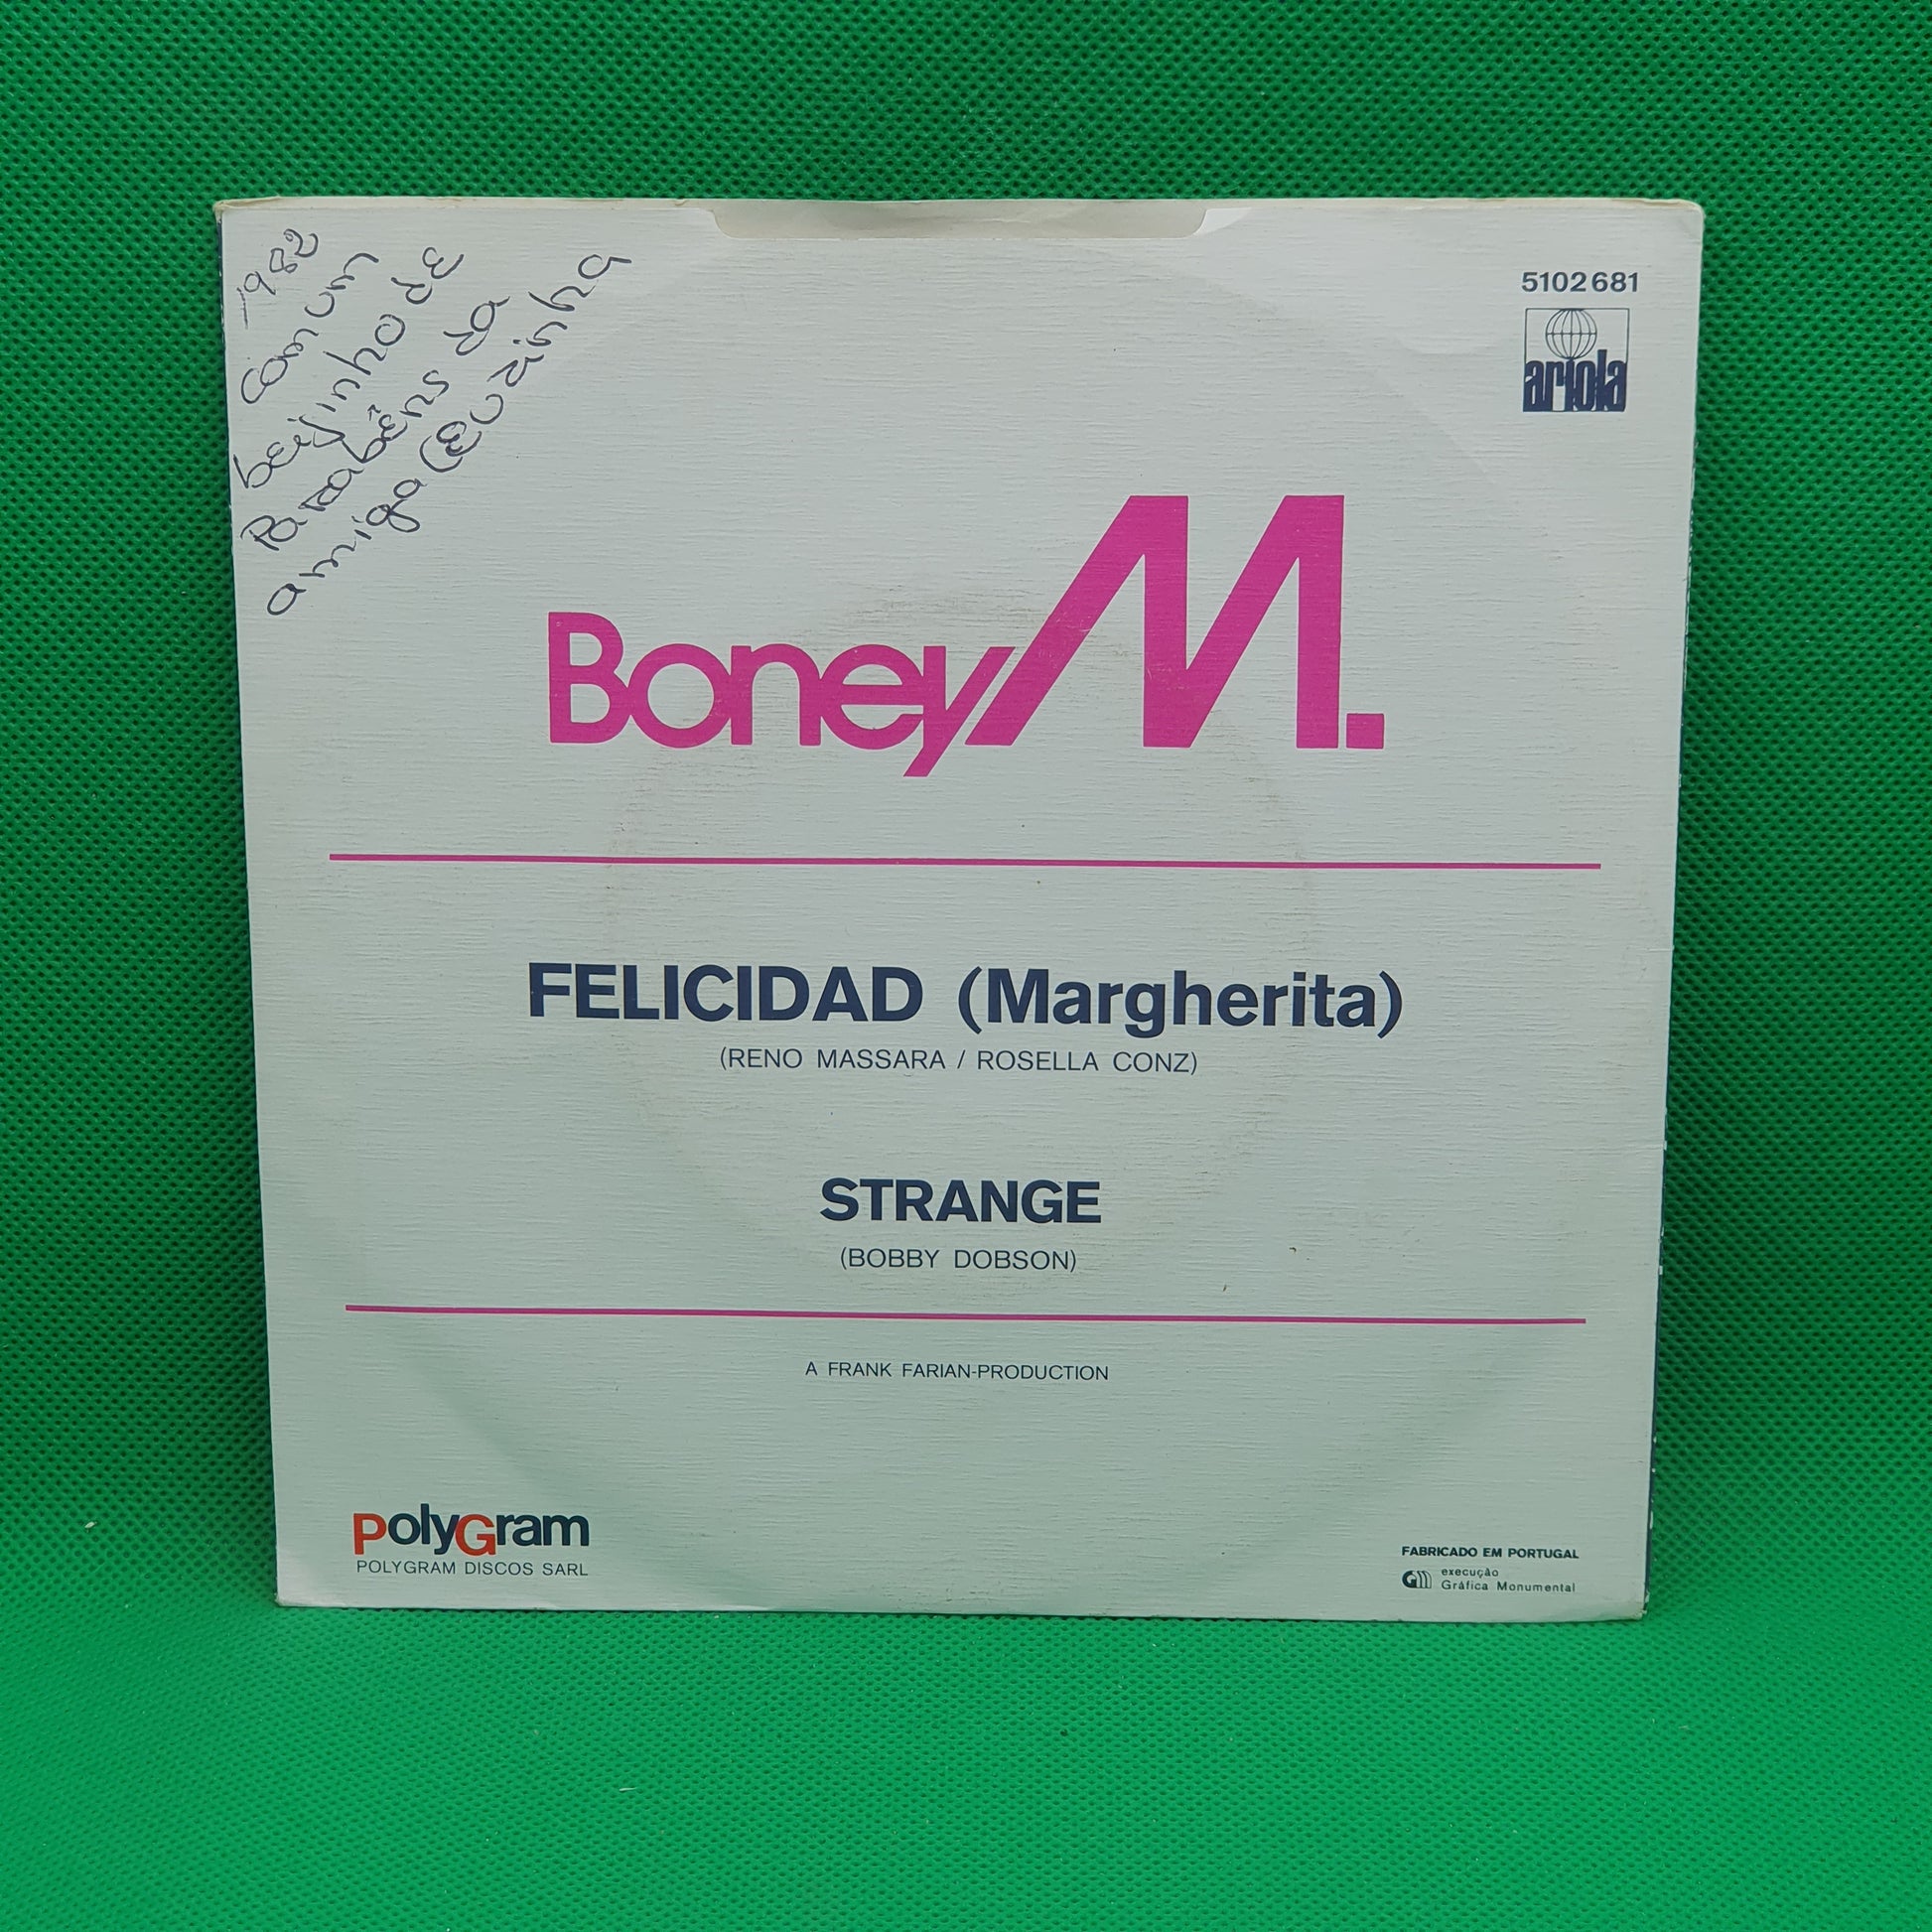 1982
com um
beijinho de
Parabéns da
amiga
5102 681
ariola
Boney M.
FELICIDAD (Margherita)
(RENO MASSARA / ROSELLA CONZ)
STRANGE
(BOBBY DOBSON)
A FRANK FARIAN-PRODUCTION
PolyGram
POLYGRAM DISCOS SARL
FABRICADO EM PORTUGAL
execução
Gráfica Monumental